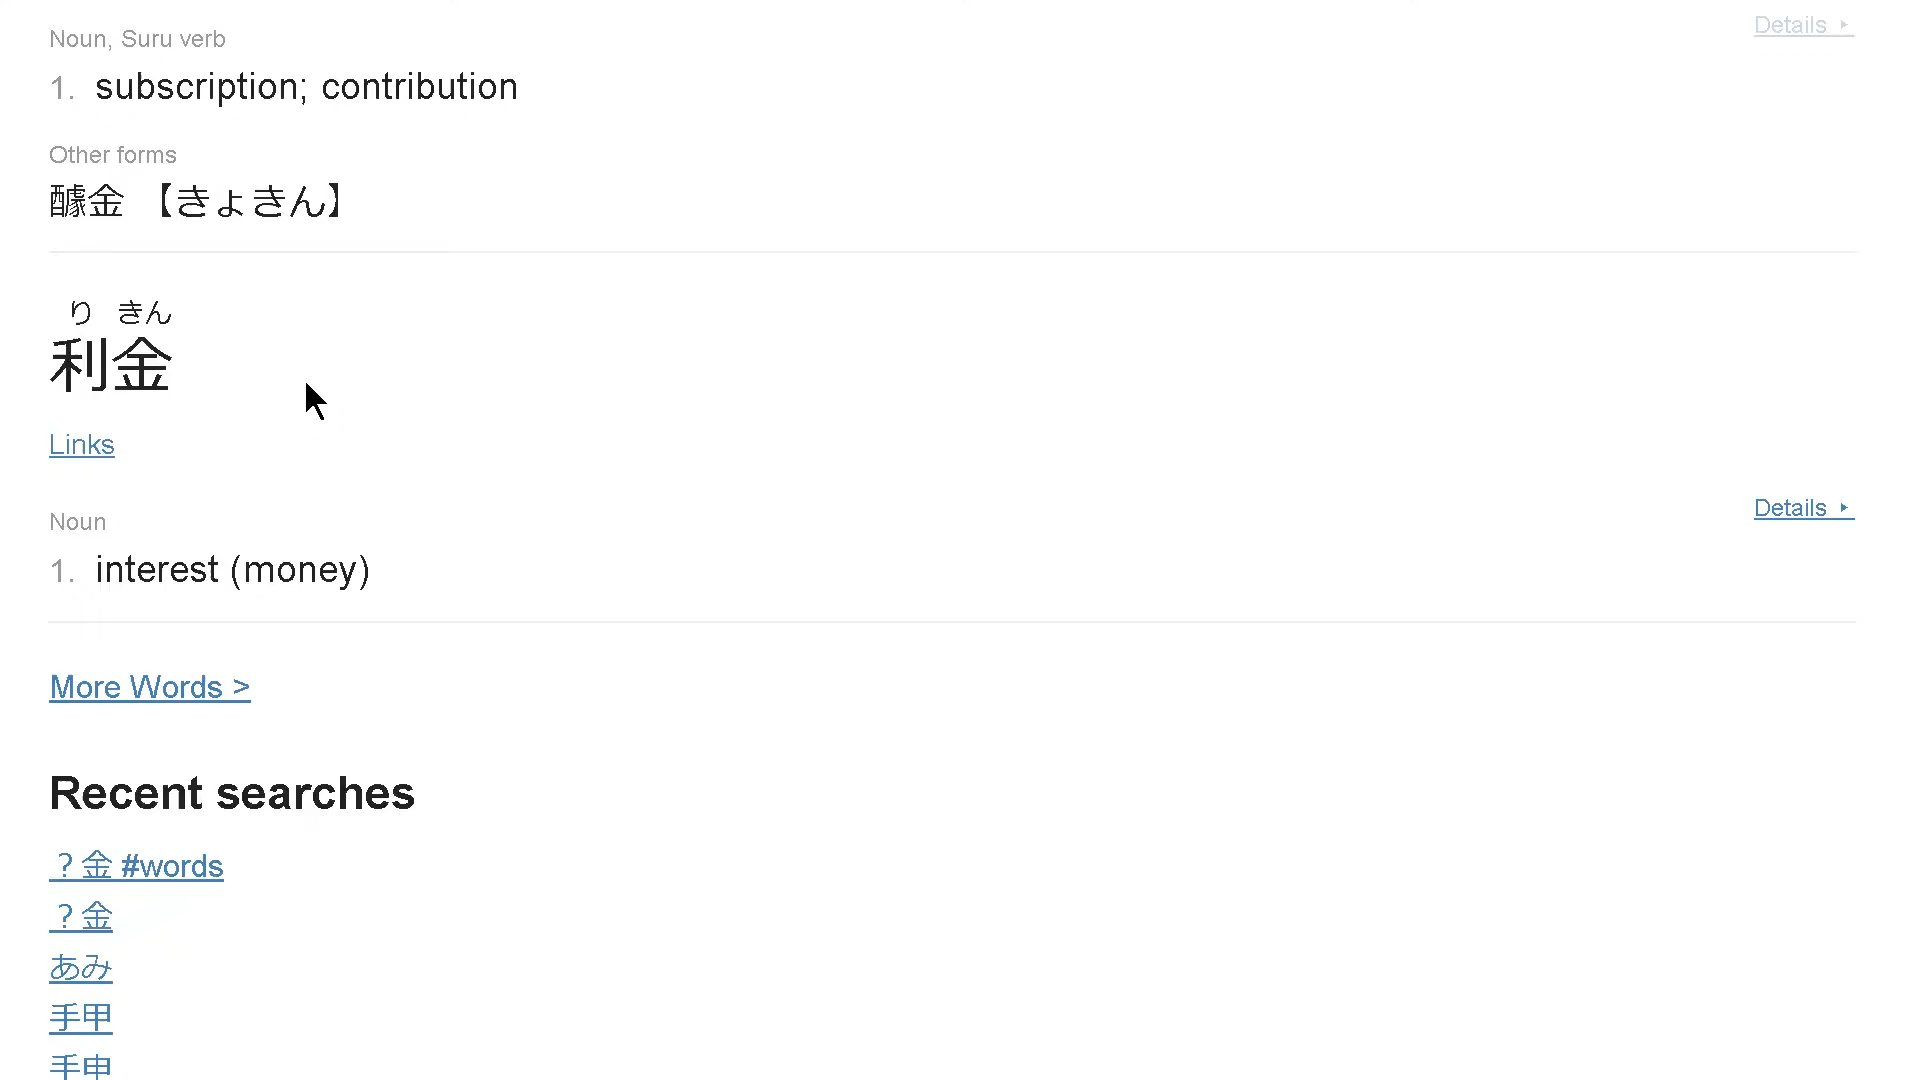 Details ▸
Noun, Suru verb
1. subscription; contribution
Other forms
醵金 【きょきん】
り きん
利金
Links
Details ▸
Noun
1. interest (money)
More Words >
Recent searches
？金 #words
？金
あみ
手甲
手申